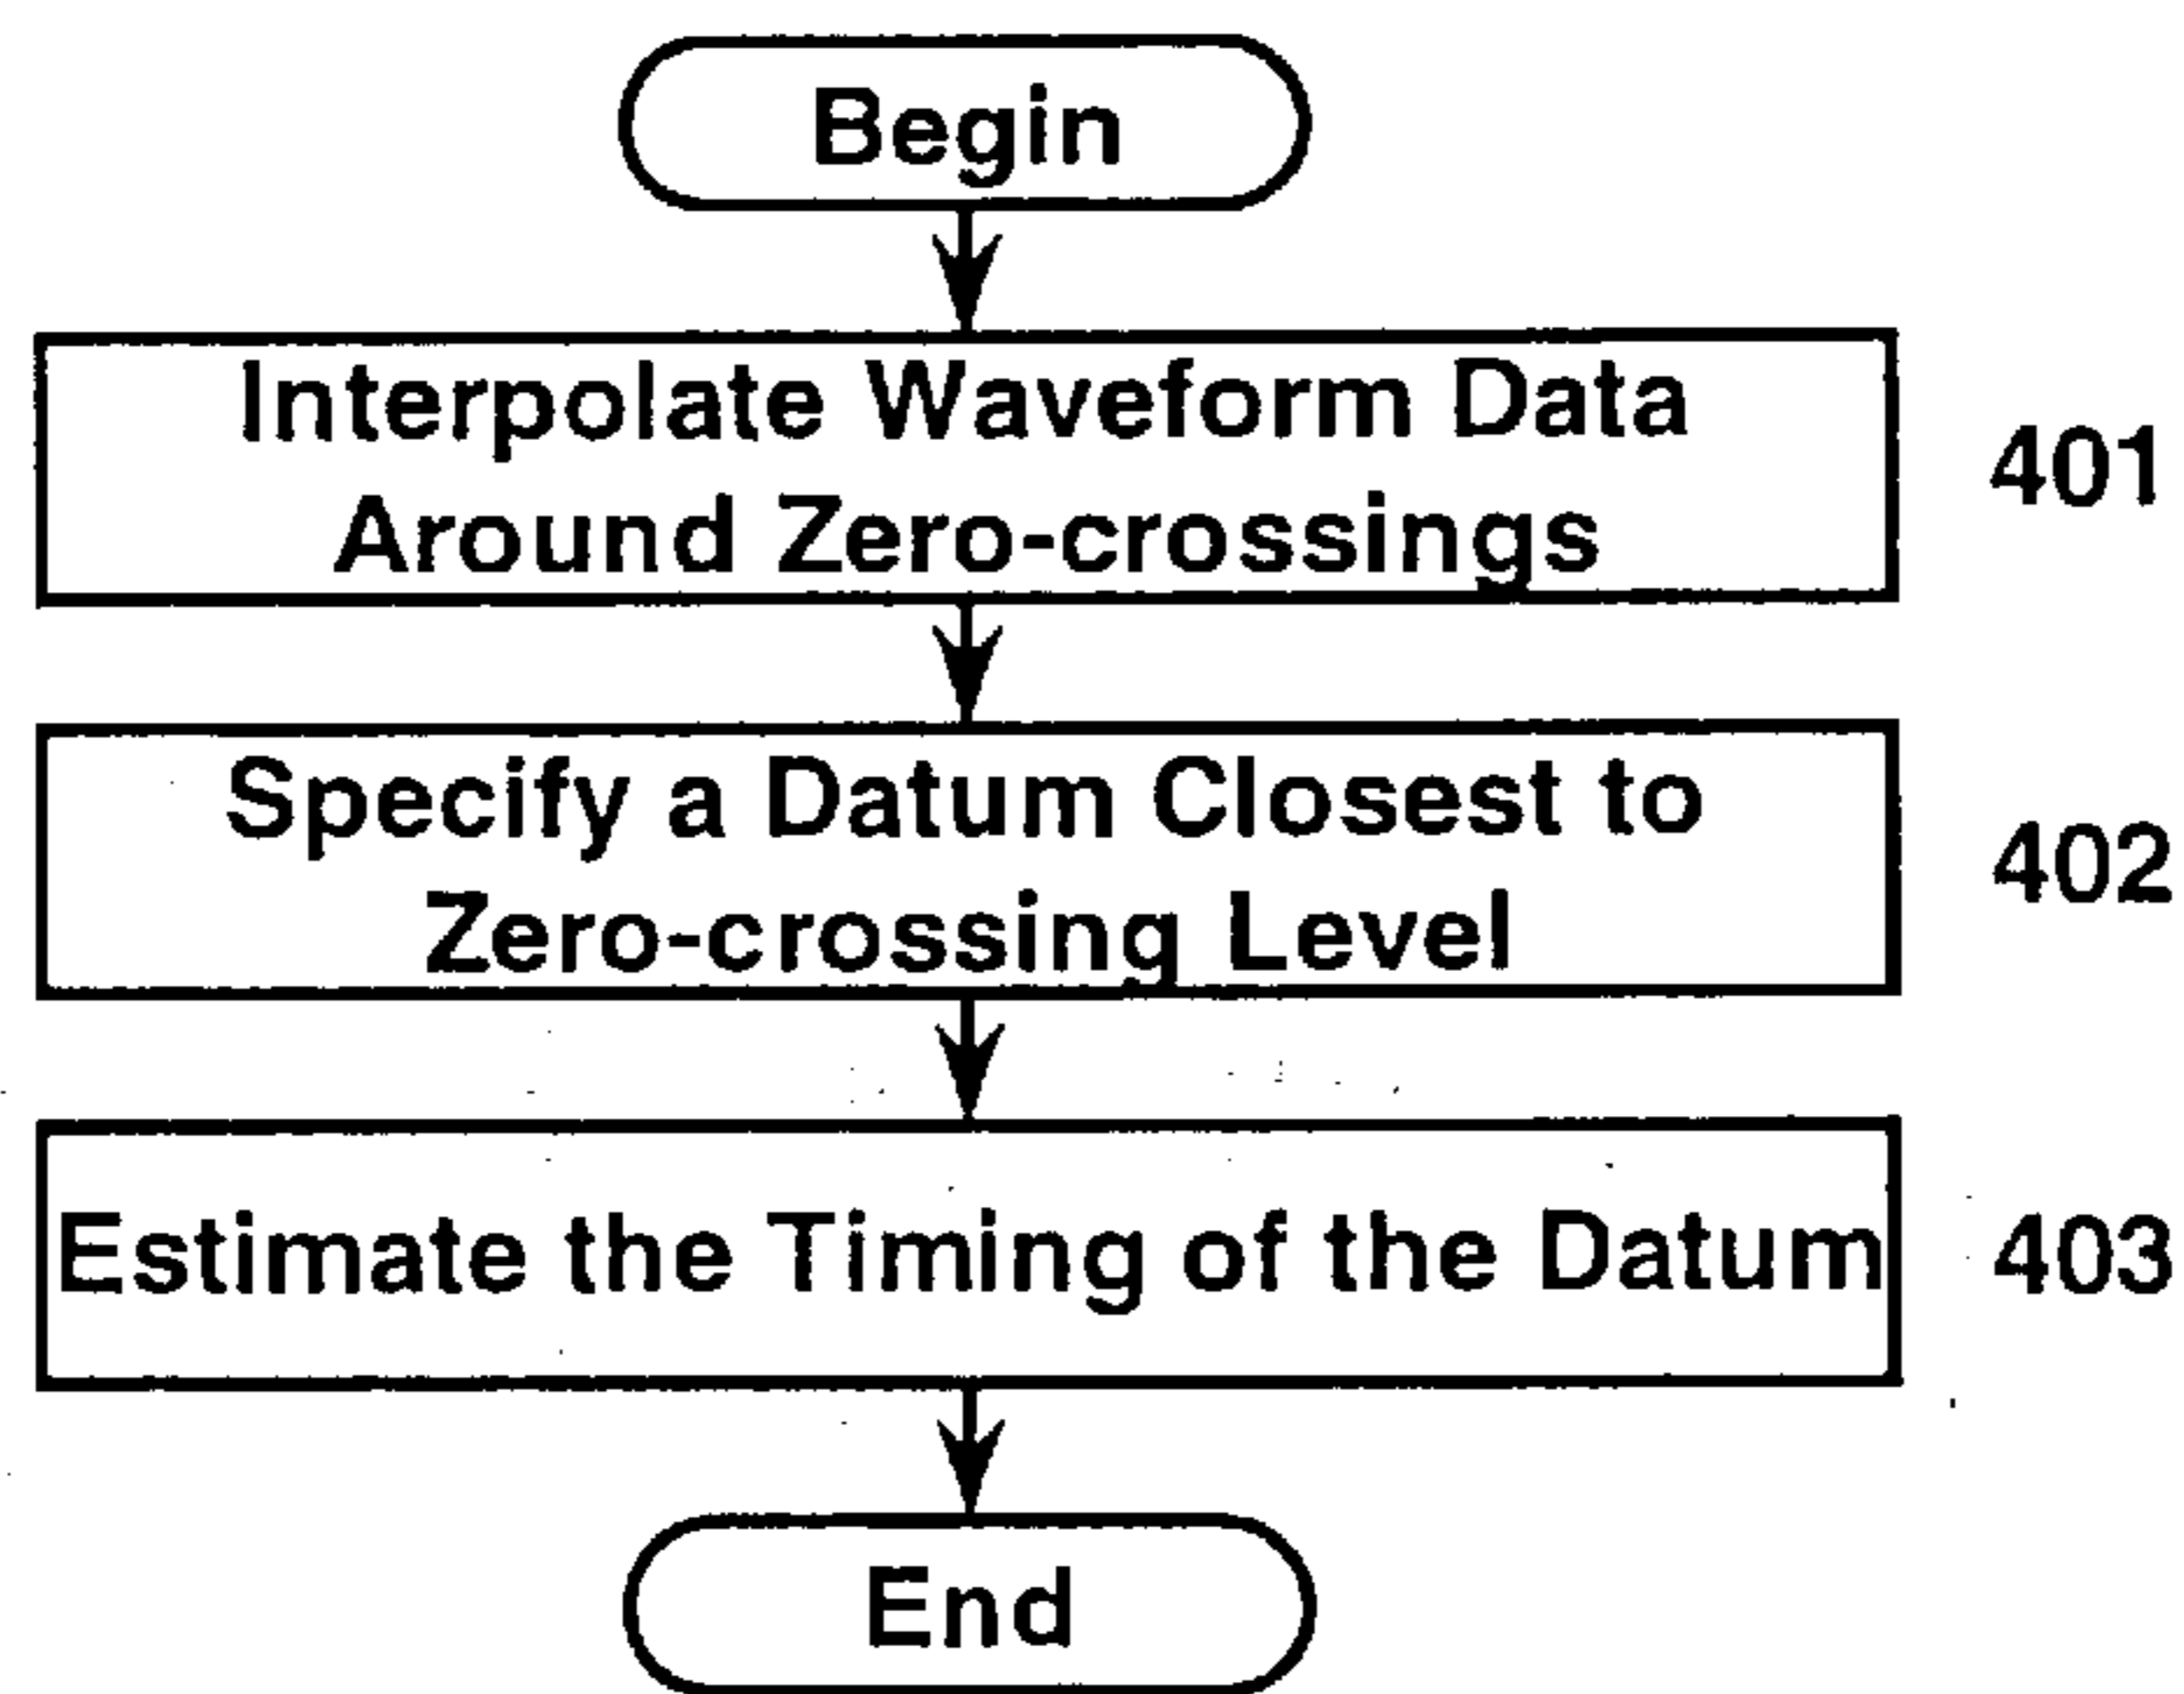 Begin
Interpolate Waveform Data
Around Zero-crossings
401
Specify a Datum Closest to
Zero-crossing Level
402
Estimate the Timing of the Datum
403
End